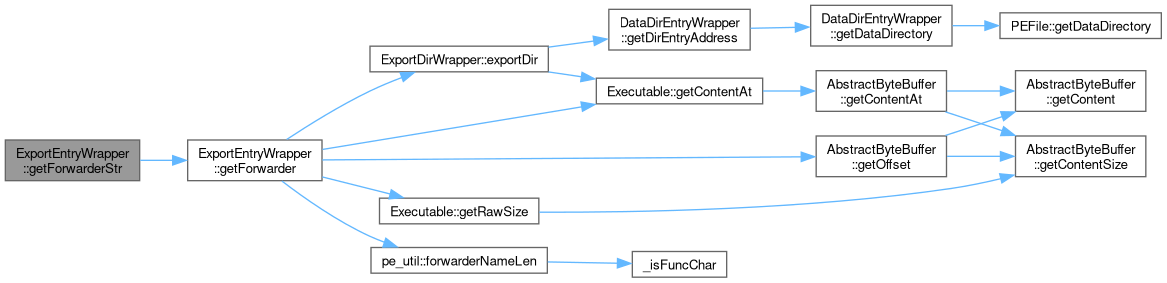 ExportEntryWrapper
::getForwarderStr
ExportEntryWrapper
::getForwarder
ExportDirWrapper::exportDir
DataDirEntryWrapper
::getDirEntryAddress
DataDirEntryWrapper
::getDataDirectory
PEFile::getDataDirectory
Executable::getContentAt
AbstractByteBuffer
::getContentAt
AbstractByteBuffer
::getContent
AbstractByteBuffer
::getOffset
AbstractByteBuffer
::getContentSize
Executable::getRawSize
pe_util::forwarderNameLen
_isFuncChar